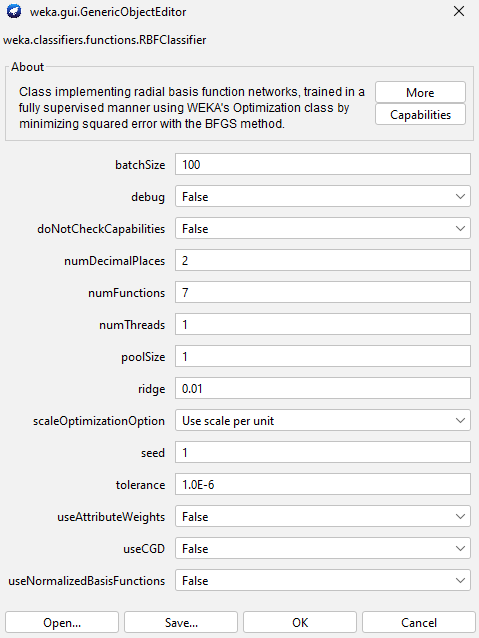 weka.gui.GenericObjectEditor
weka.classifiers.functions.RBFClassifier
About
Class implementing radial basis function networks, trained in a
fully supervised manner using WEKA's Optimization class by
minimizing squared error with the BFGS method.
More
Capabilities
batchSize 100
debug False
doNotCheckCapabilities False
numDecimalPlaces 2
numFunctions 7
numThreads 1
poolSize 1
ridge 0.01
scaleOptimizationOption Use scale per unit
seed 1
tolerance 1.0E-6
useAttributeWeights False
useCGD False
useNormalizedBasisFunctions False
Open... Save... OK Cancel